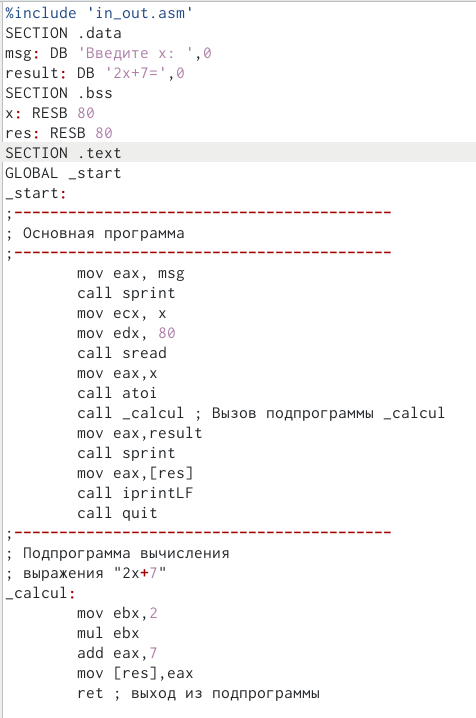 %include 'in_out.asm'
SECTION .data
msg: DB 'Введите x: ',0
result: DB '2x+7=',0
SECTION .bss
x: RESB 80
res: RESB 80
SECTION .text
GLOBAL _start
_start:
;------------------------------------------
; Основная программа
;------------------------------------------
mov eax, msg
call sprint
mov ecx, x
mov edx, 80
call sread
mov eax,x
call atoi
call _calcul ; Вызов подпрограммы _calcul
mov eax,result
call sprint
mov eax,[res]
call iprintLF
call quit
;------------------------------------------
; Подпрограмма вычисления
; выражения "2x+7"
_calcul:
mov ebx,2
mul ebx
add eax,7
mov [res],eax
ret ; выход из подпрограммы